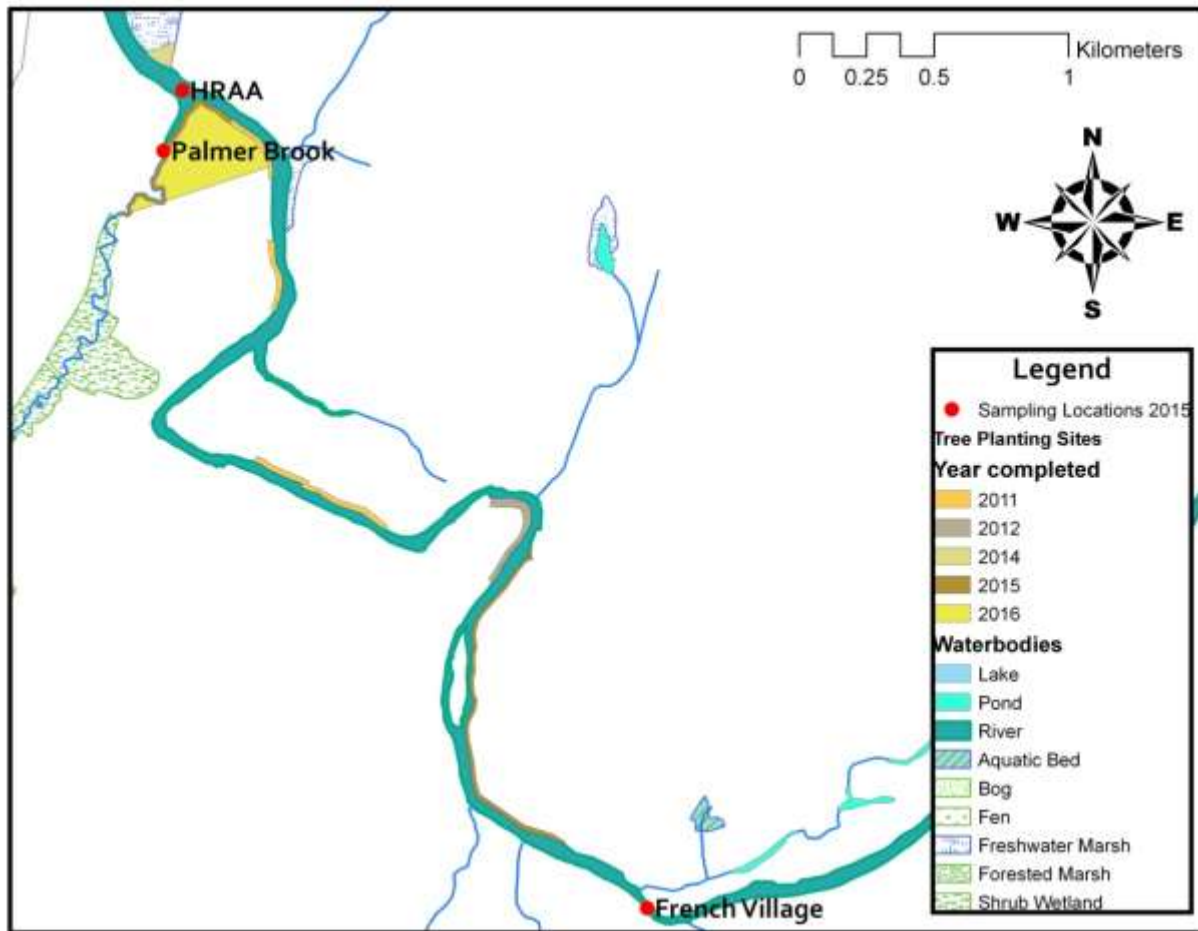 Kilometers
0 0.25 0.5 1
HRAA
Palmer Brook
N
W E
S
Legend
Sampling Locations 2015
Tree Planting Sites
Year completed
2011
2012
2014
2015
2016
Waterbodies
Lake
Pond
River
Aquatic Bed
Bog
Fen
Freshwater Marsh
Forested Marsh
Shrub Wetland
French Village